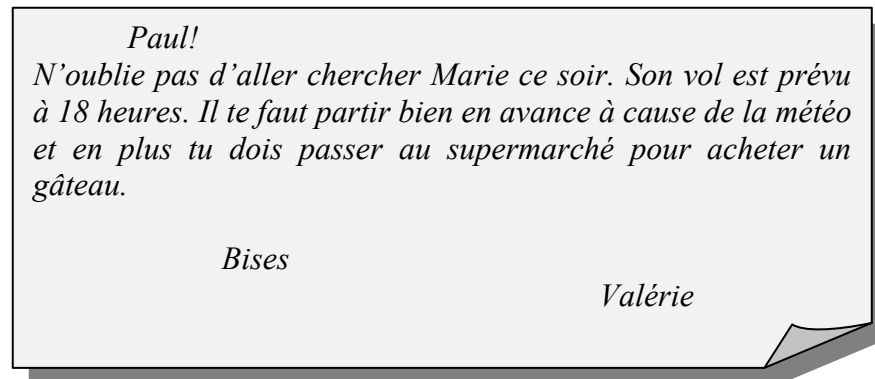 Paul!
N’oublie pas d’aller chercher Marie ce soir. Son vol est prévu
à 18 heures. Il te faut partir bien en avance à cause de la météo
et en plus tu dois passer au supermarché pour acheter un
gâteau.
Bises
Valérie